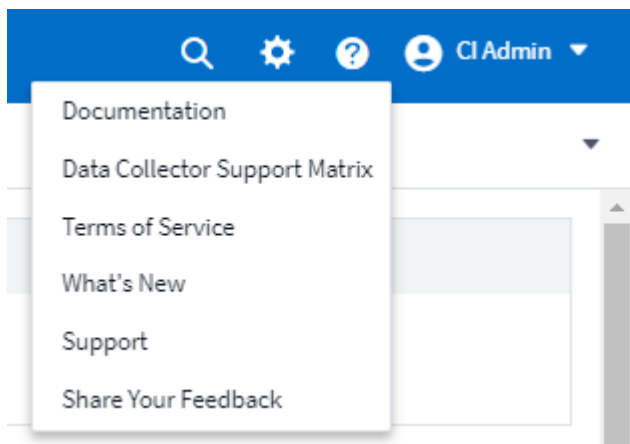 CI Admin
Documentation
Data Collector Support Matrix
Terms of Service
What's New
Support
Share Your Feedback